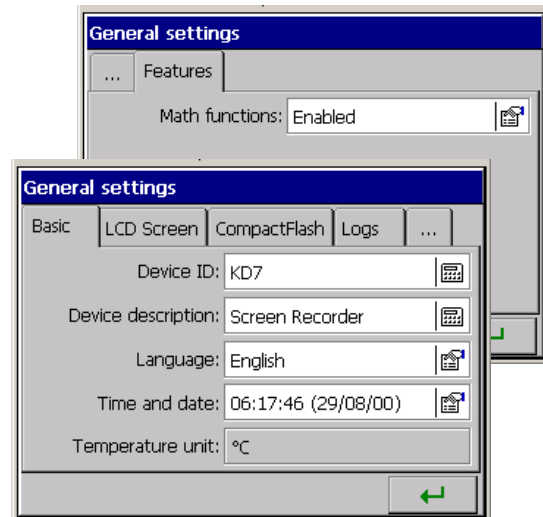 General settings
... Features
Math functions: Enabled
General settings
Basic LCD Screen CompactFlash Logs ...
Device ID: KD7
Device description: Screen Recorder
Language: English
Time and date: 06:17:46 (29/08/00)
Temperature unit: °C